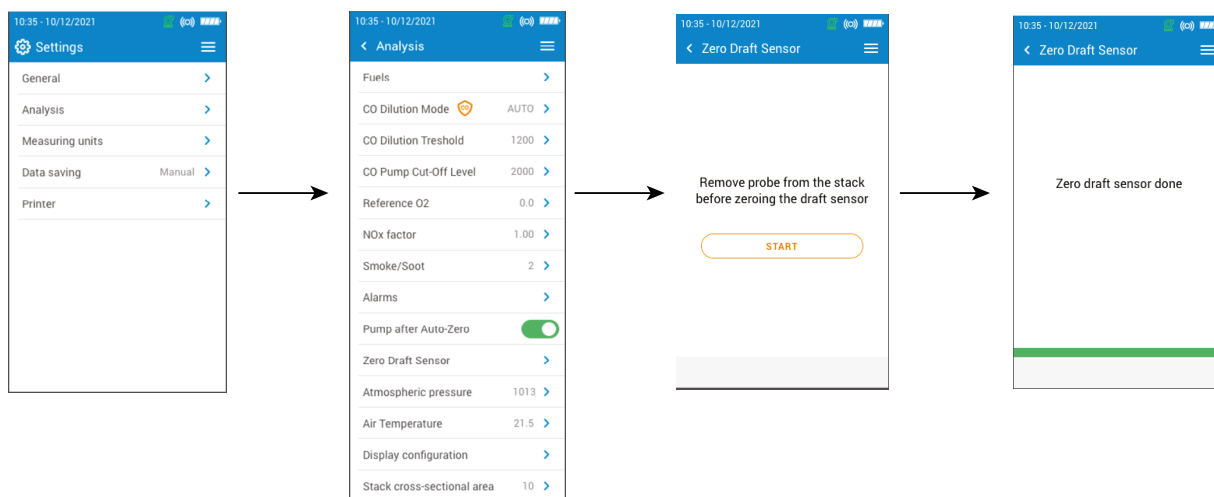 10:35 - 10/12/2021
Settings
General
Analysis
Measuring units
Data saving Manual
Printer
10:35 - 10/12/2021
Analysis
Fuels
CO Dilution Mode CO AUTO
CO Dilution Treshold 1200
CO Pump Cut-Off Level 2000
Reference O2 0.0
NOx factor 1.00
Smoke/Soot 2
Alarms
Pump after Auto-Zero
Zero Draft Sensor
Atmospheric pressure 1013
Air Temperature 21.5
Display configuration
Stack cross-sectional area 10
10:35 - 10/12/2021
Zero Draft Sensor
Remove probe from the stack
before zeroing the draft sensor
START
10:35 - 10/12/2021
Zero Draft Sensor
Zero draft sensor done